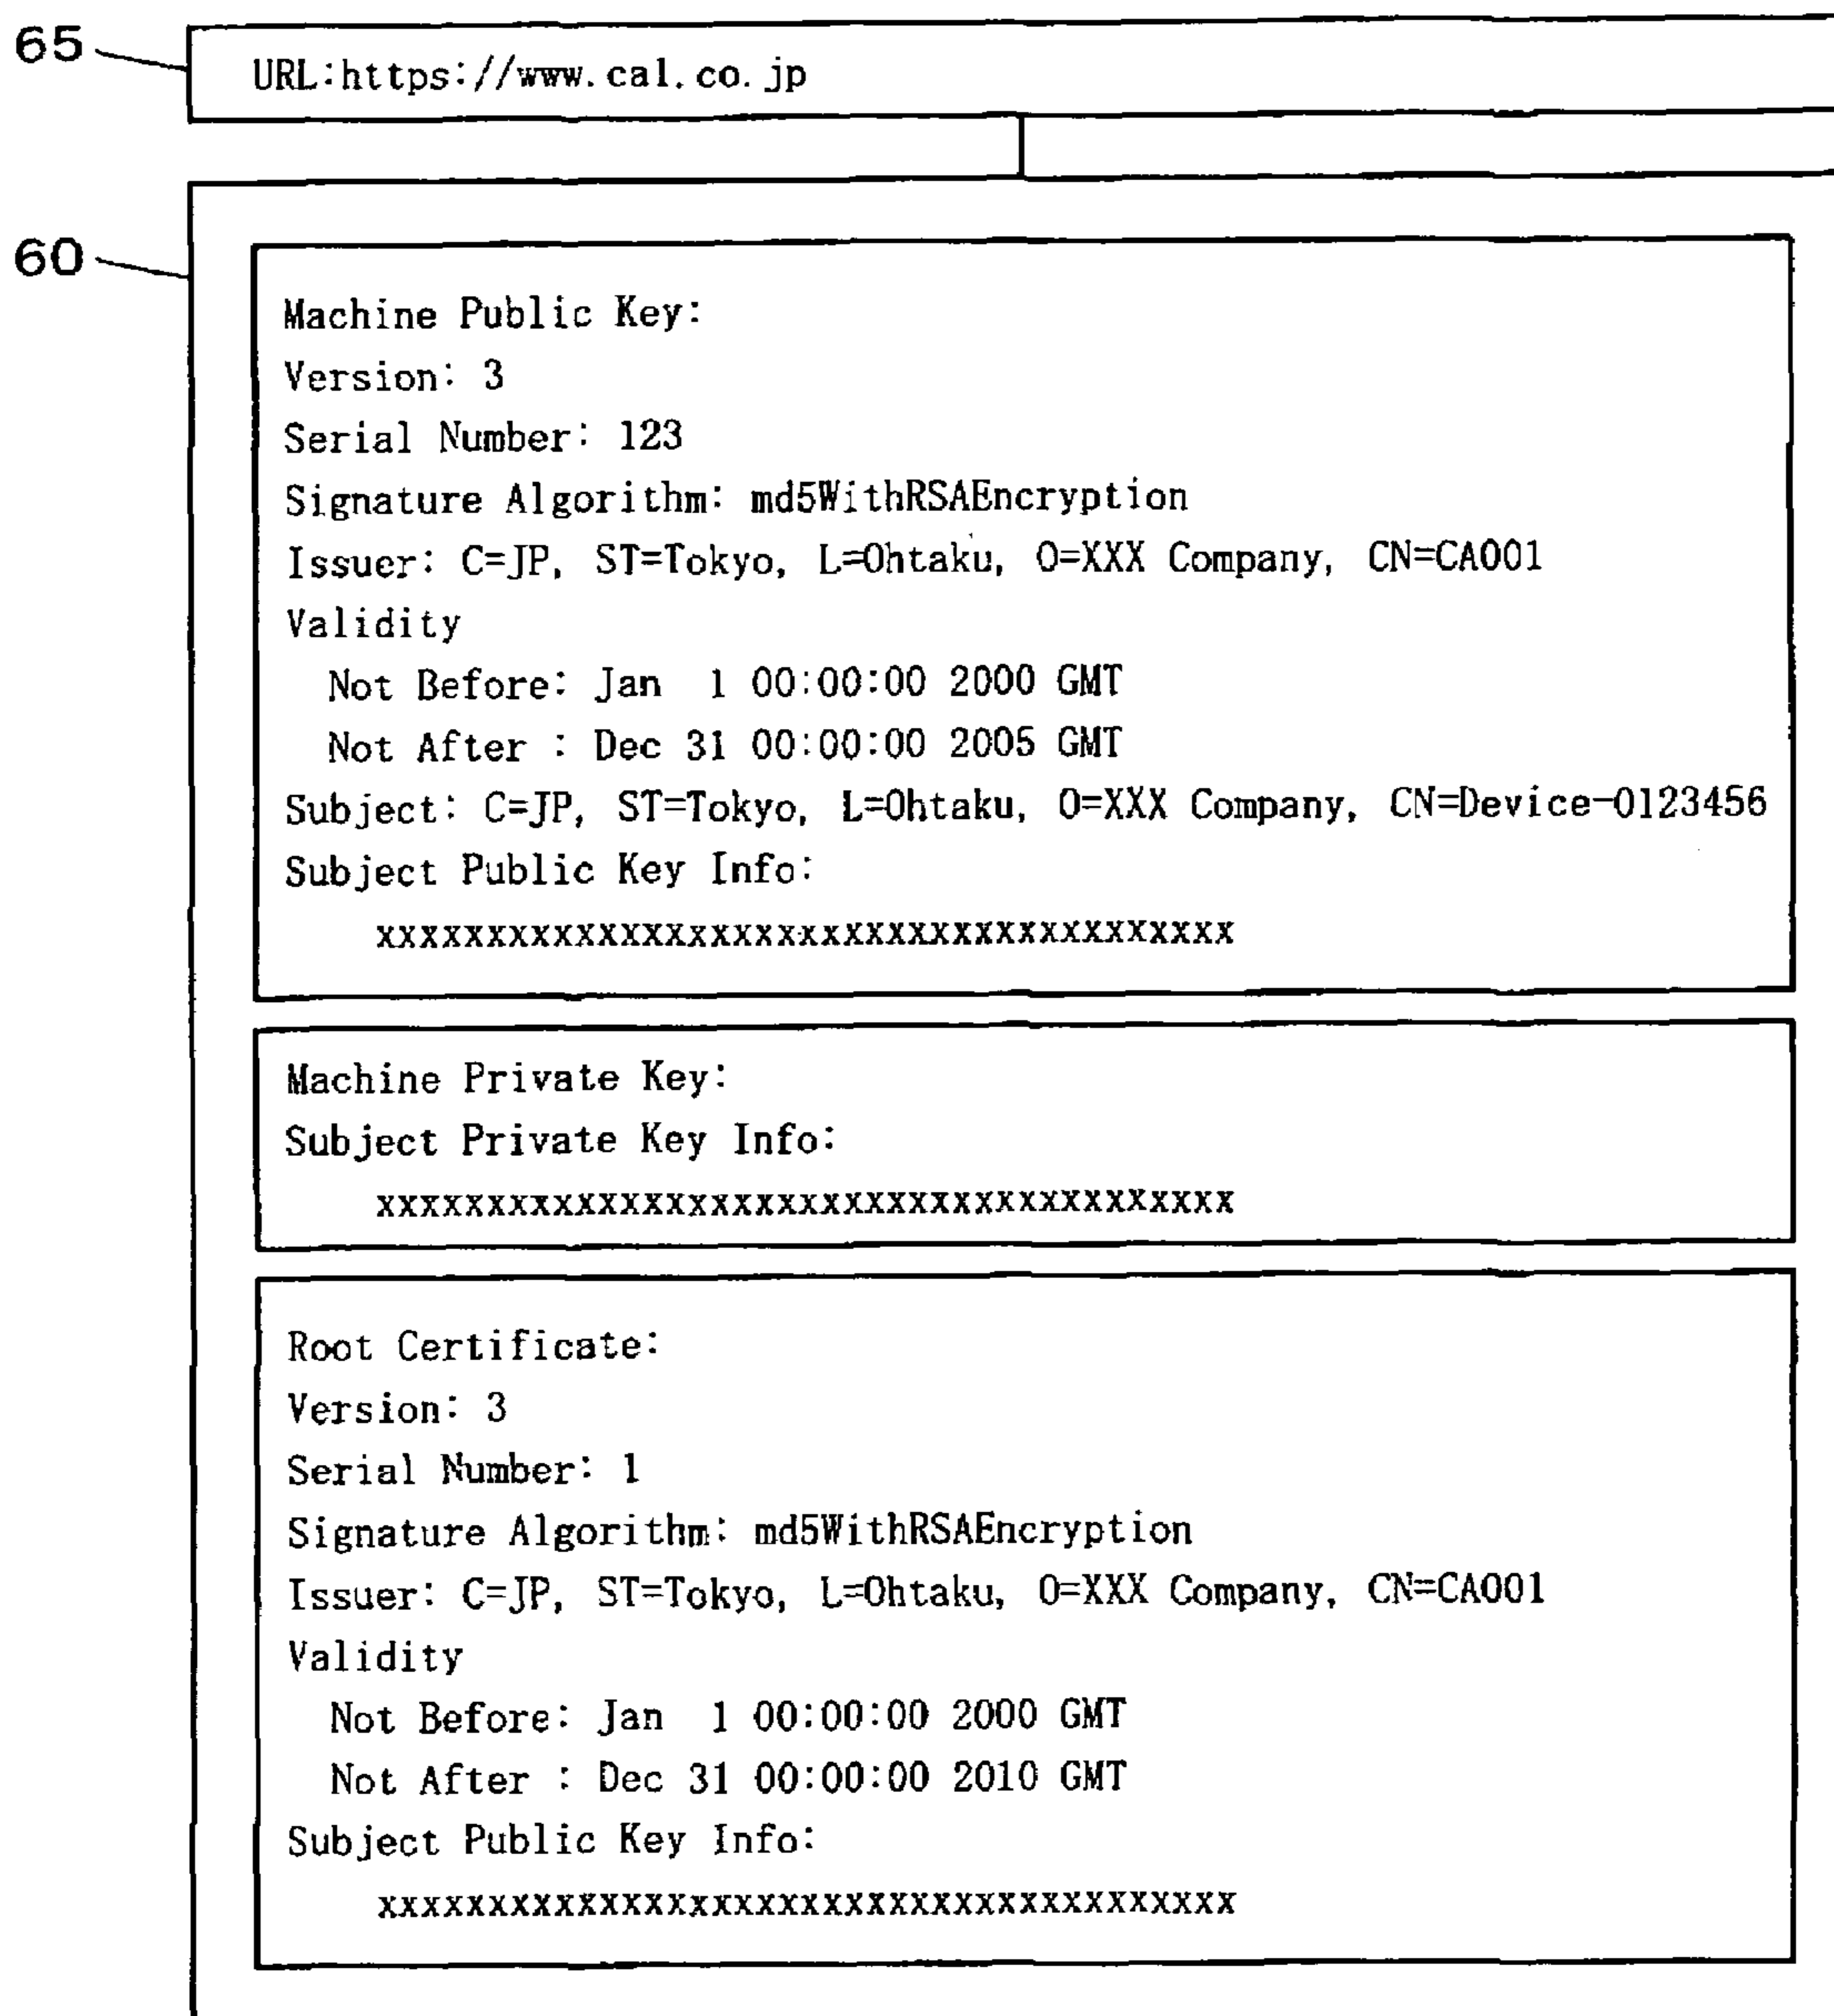 65
URL:https://www.cal.co.jp
60
Machine Public Key:
Version: 3
Serial Number: 123
Signature Algorithm: md5WithRSAEncryption
Issuer: C=JP, ST=Tokyo, L=Ohtaku, O=XXX Company, CN=CA001
Validity
Not Before: Jan 1 00:00:00 2000 GMT
Not After : Dec 31 00:00:00 2005 GMT
Subject: C=JP, ST=Tokyo, L=Ohtaku, O=XXX Company, CN=Device-0123456
Subject Public Key Info:
xxxxxxxxxxxxxxxxxxxxxxxxxxxxxxxxxxxxxxx
Machine Private Key:
Subject Private Key Info:
xxxxxxxxxxxxxxxxxxxxxxxxxxxxxxxxxxxxxxx
Root Certificate:
Version: 3
Serial Number: 1
Signature Algorithm: md5WithRSAEncryption
Issuer: C=JP, ST=Tokyo, L=Ohtaku, O=XXX Company, CN=CA001
Validity
Not Before: Jan 1 00:00:00 2000 GMT
Not After : Dec 31 00:00:00 2010 GMT
Subject Public Key Info:
xxxxxxxxxxxxxxxxxxxxxxxxxxxxxxxxxxxxxxx